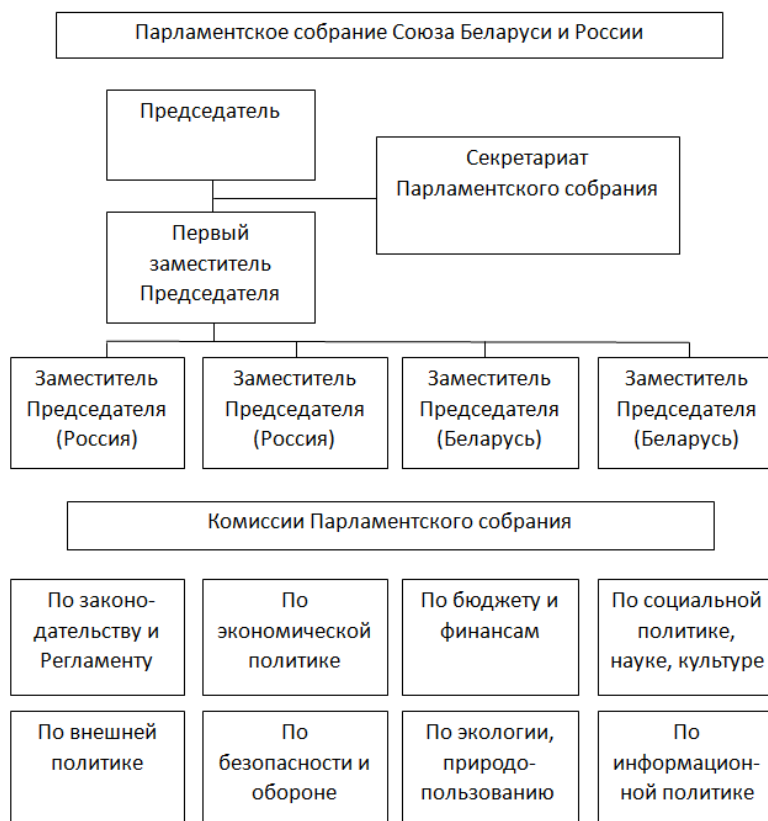 Парламентское собрание Союза Беларуси и России
Председатель
Секретариат
Парламентского собрания
Первый
заместитель
Председателя
Заместитель
Председателя
(Россия)
Заместитель
Председателя
(Россия)
Заместитель
Председателя
(Беларусь)
Заместитель
Председателя
(Беларусь)
Комиссии Парламентского собрания
По законо-
дательству и
Регламенту
По
экономической
политике
По бюджету и
финансам
По социальной
политике,
науке, культуре
По внешней
политике
По
безопасности и
обороне
По экологии,
природо-
пользованию
По
информацион-
ной политике